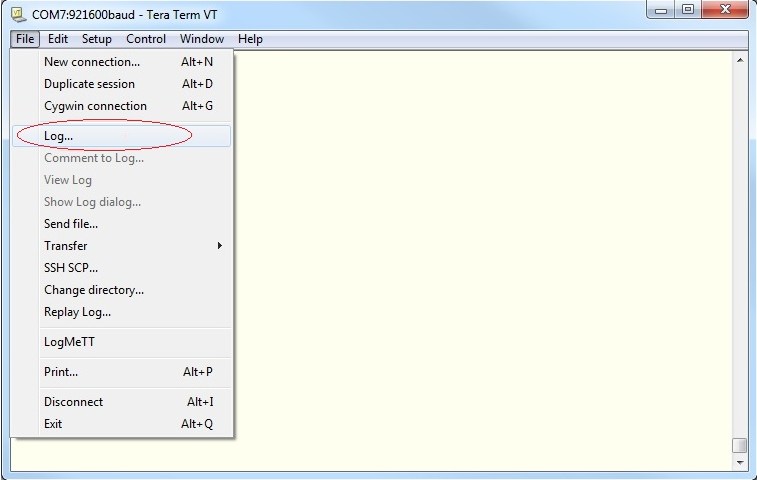 COM7:921600baud - Tera Term VT
File Edit Setup Control Window Help
New connection... Alt+N
Duplicate session Alt+D
Cygwin connection Alt+G
Log...
Comment to Log...
View Log
Show Log dialog...
Send file...
Transfer
SSH SCP...
Change directory...
Replay Log...
LogMeTT
Print... Alt+P
Disconnect Alt+I
Exit Alt+Q